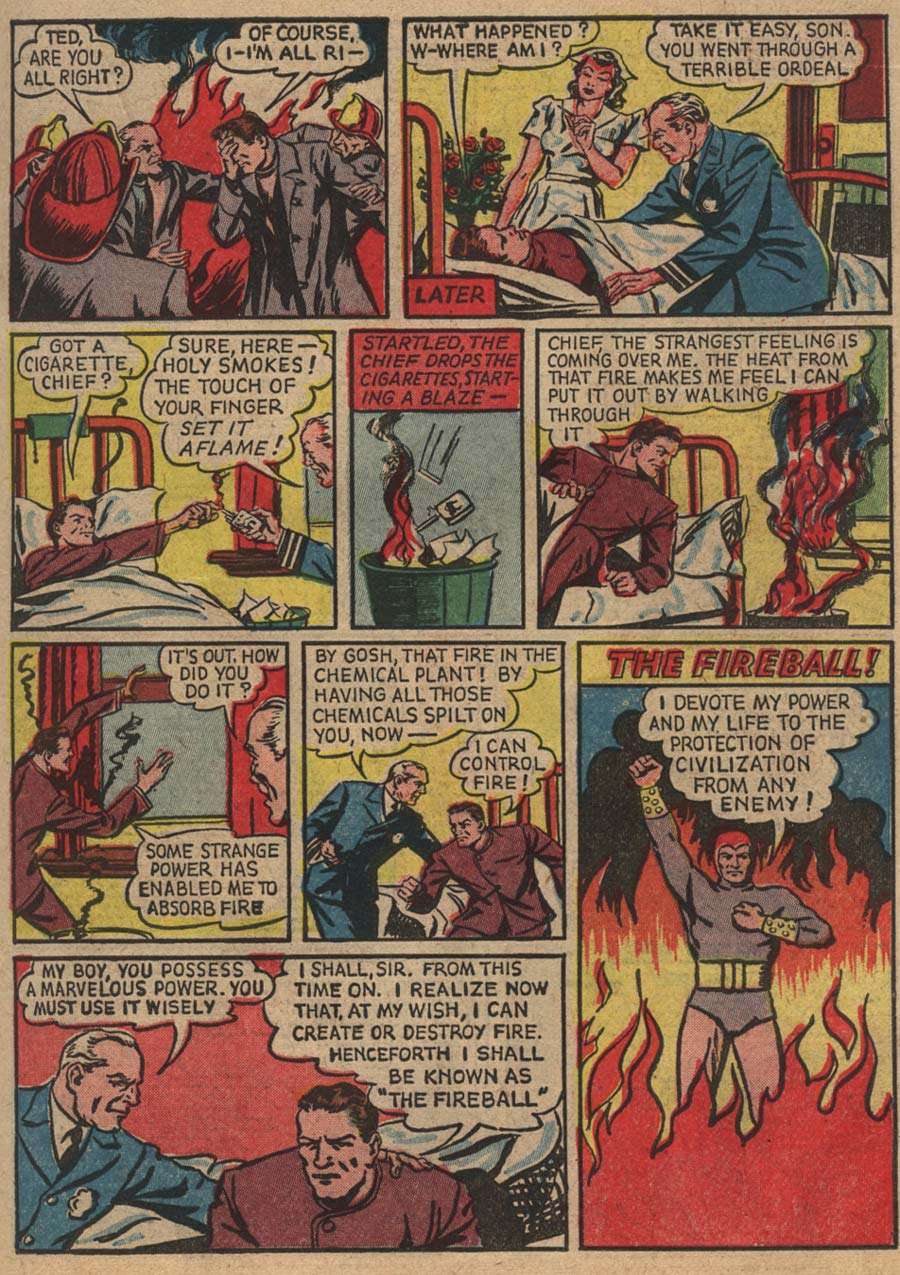 TED,
ARE YOU
ALL RIGHT?
OF COURSE,
I-I'M ALL RI—
WHAT HAPPENED?
W-WHERE AM I?
TAKE IT EASY, SON.
YOU WENT THROUGH A
TERRIBLE ORDEAL
LATER
GOT A
CIGARETTE,
CHIEF?
SURE, HERE—
HOLY SMOKES!
THE TOUCH OF
YOUR FINGER
SET IT
AFLAME!
STARTLED, THE
CHIEF DROPS THE
CIGARETTES, START-
ING A BLAZE—
CHIEF, THE STRANGEST FEELING IS
COMING OVER ME. THE HEAT FROM
THAT FIRE MAKES ME FEEL I CAN
PUT IT OUT BY WALKING
THROUGH
IT
IT'S OUT. HOW
DID YOU
DO IT?
SOME STRANGE
POWER HAS
ENABLED ME TO
ABSORB FIRE
BY GOSH, THAT FIRE IN THE
CHEMICAL PLANT! BY
HAVING ALL THOSE
CHEMICALS SPILT ON
YOU, NOW—
I CAN
CONTROL
FIRE!
THE FIREBALL!
I DEVOTE MY POWER
AND MY LIFE TO THE
PROTECTION OF
CIVILIZATION
FROM ANY
ENEMY!
MY BOY, YOU POSSESS
A MARVELOUS POWER. YOU
MUST USE IT WISELY
I SHALL, SIR. FROM THIS
TIME ON. I REALIZE NOW
THAT, AT MY WISH, I CAN
CREATE OR DESTROY FIRE.
HENCEFORTH I SHALL
BE KNOWN AS
"THE FIREBALL"